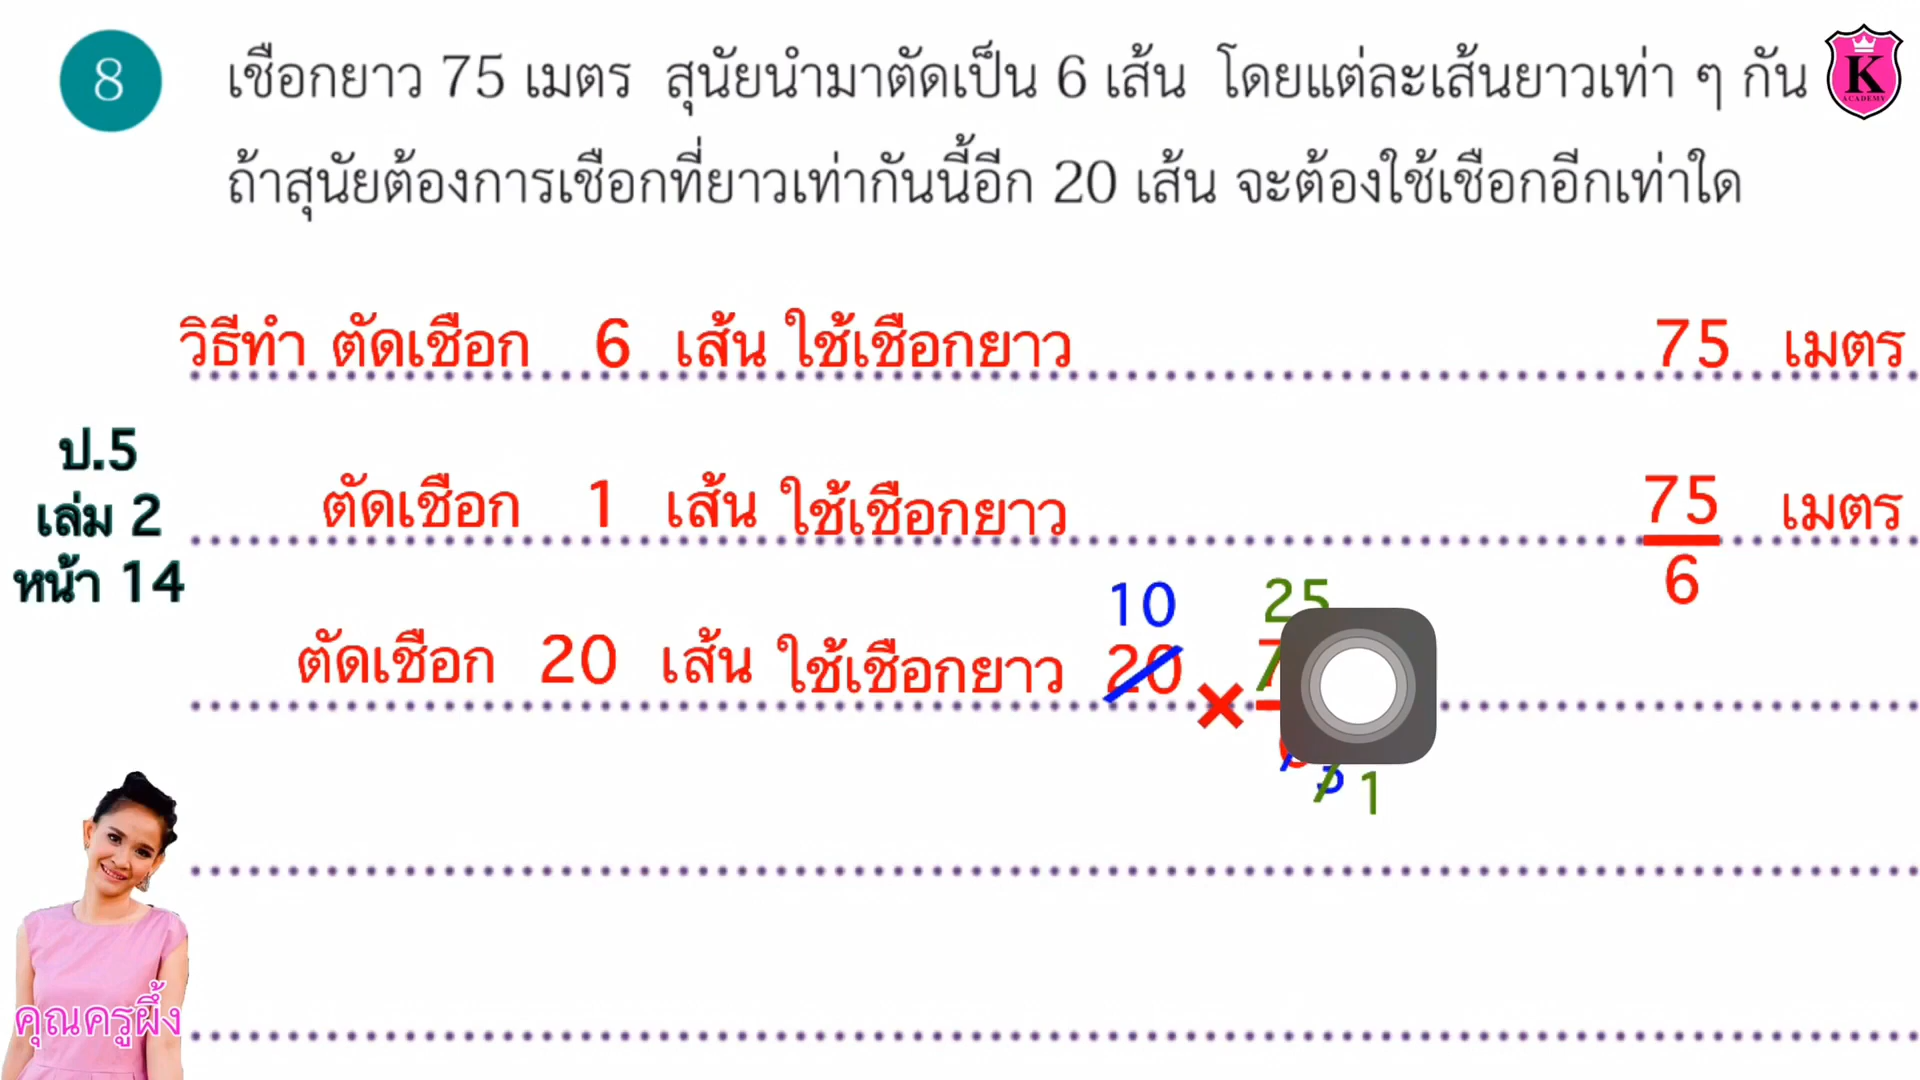 8 เชือกยาว 75 เมตร สุนัยนำมาตัดเป็น 6 เส้น โดยแต่ละเส้นยาวเท่า ๆ กัน
K ACADEMY
ถ้าสุนัยต้องการเชือกที่ยาวเท่ากันนี้อีก 20 เส้น จะต้องใช้เชือกอีกเท่าใด
วิธีทำ ตัดเชือก 6 เส้น ใช้เชือกยาว 75 เมตร
ป.5
เล่ม 2
หน้า 14
ตัดเชือก 1 เส้น ใช้เชือกยาว 75 เมตร
6
10 25
ตัดเชือก 20 เส้น ใช้เชือกยาว 20 ×
3 1
คุณครูผึ้ง